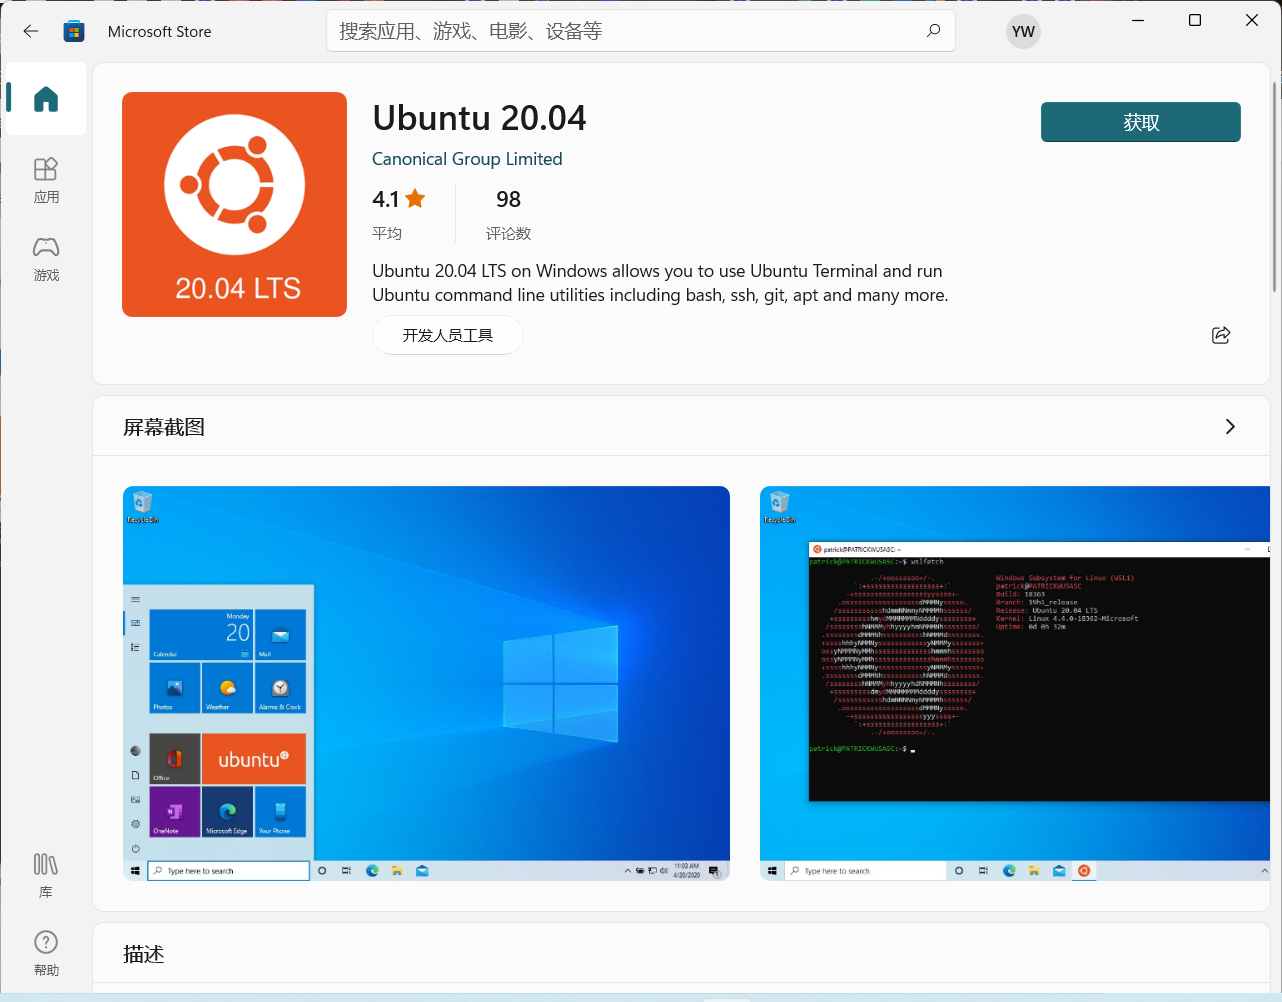 Microsoft Store
搜索应用、游戏、电影、设备等
YW
应用
游戏
库
帮助
20.04 LTS
Ubuntu 20.04
Canonical Group Limited
4.1
平均
98
评论数
Ubuntu 20.04 LTS on Windows allows you to use Ubuntu Terminal and run
Ubuntu command line utilities including bash, ssh, git, apt and many more.
开发人员工具
获取
屏幕截图
Recycle Bin
Monday
20
Calendar
Mail
Photos
Weather
Alarms & Clock
Office
ubuntu
OneNote
Microsoft Edge
Your Phone
Type here to search
11:03 AM
4/20/2020
Recycle Bin
patrick@PATRICKWU5A5C: ~
patrick@PATRICKWU5A5C:~$ wslfetch
Windows Subsystem for Linux (WSL1)
patrick@PATRICKWU5A5C
Build: 18363
Branch: 19h1_release
Release: Ubuntu 20.04 LTS
Kernel: Linux 4.4.0-18362-Microsoft
Uptime: 0d 0h 32m
patrick@PATRICKWU5A5C:~$
Type here to search
描述